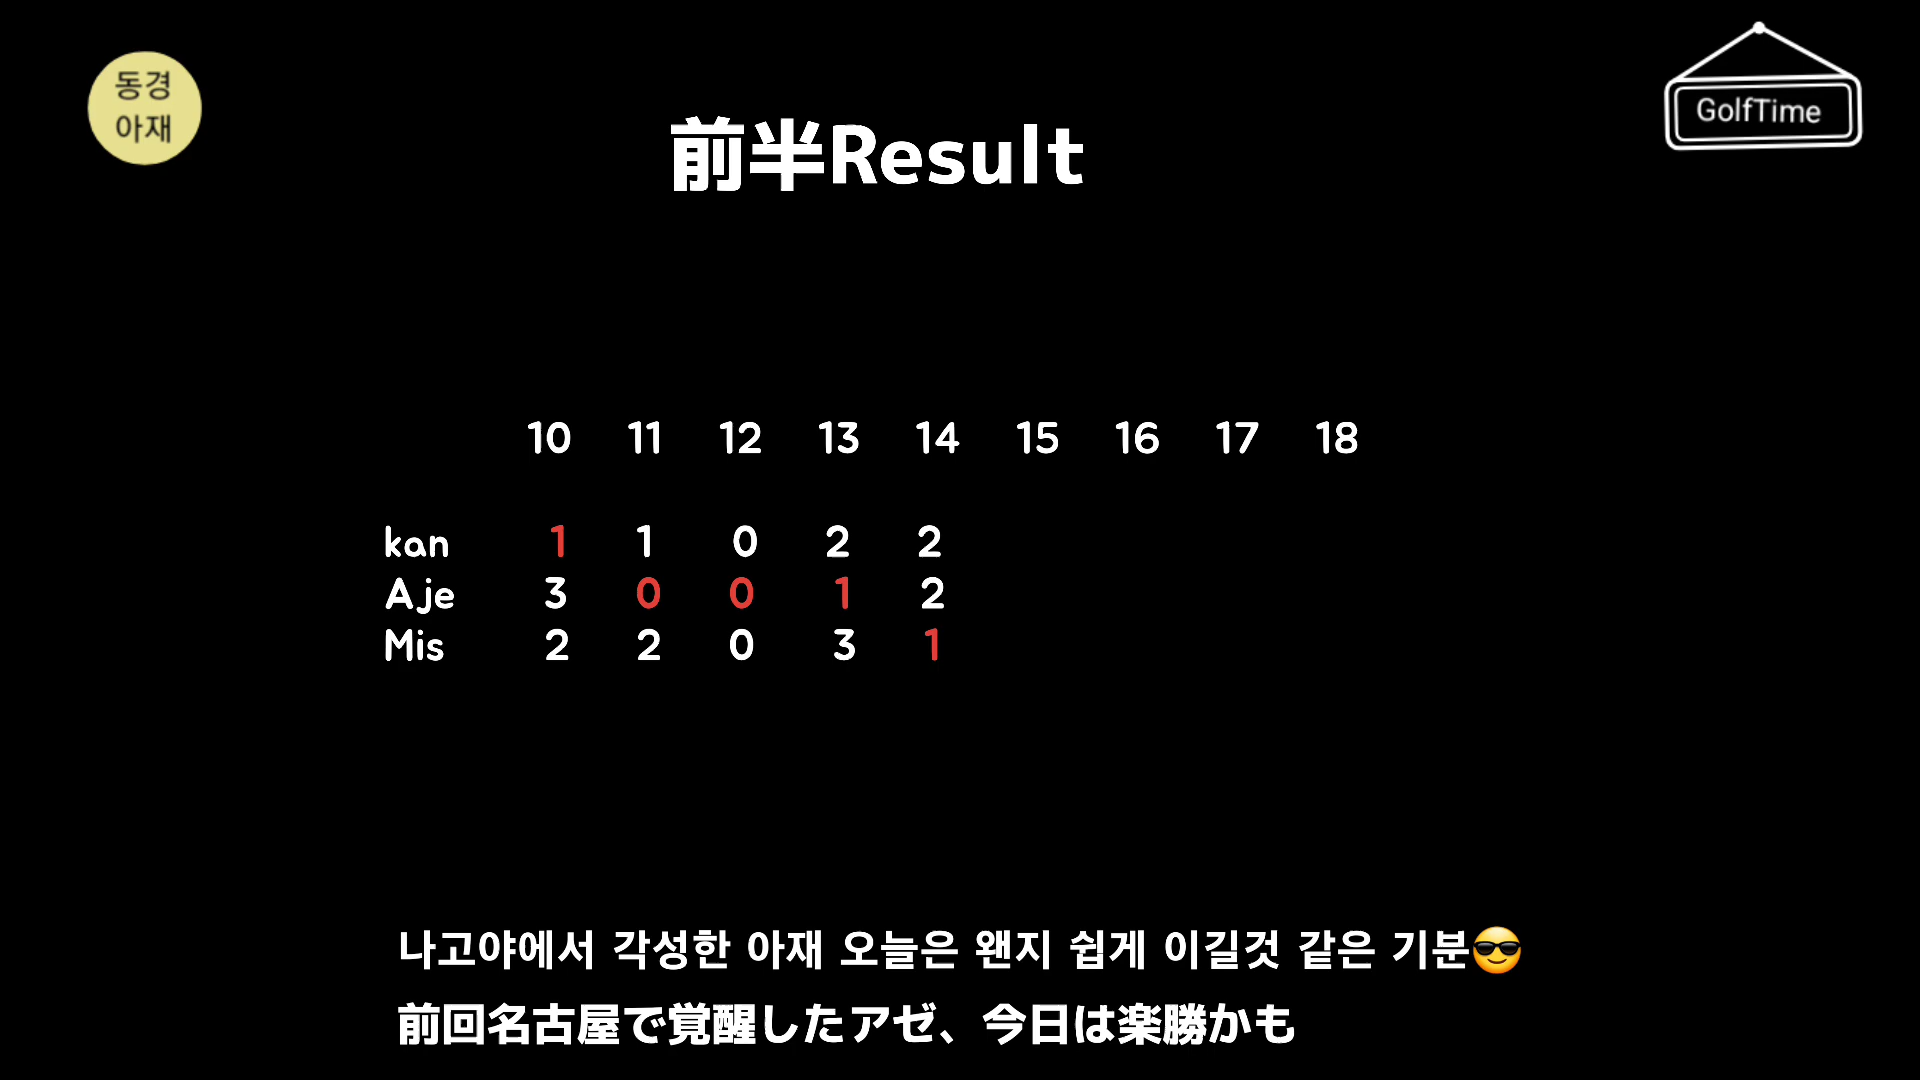 동경
아재
GolfTime
前半Result
10 11 12 13 14 15 16 17 18
kan 1 1 0 2 2
Aje 3 0 0 1 2
Mis 2 2 0 3 1
나고야에서 각성한 아재 오늘은 왠지 쉽게 이길것 같은 기분😎
前回名古屋で覚醒したアゼ、今日は楽勝かも